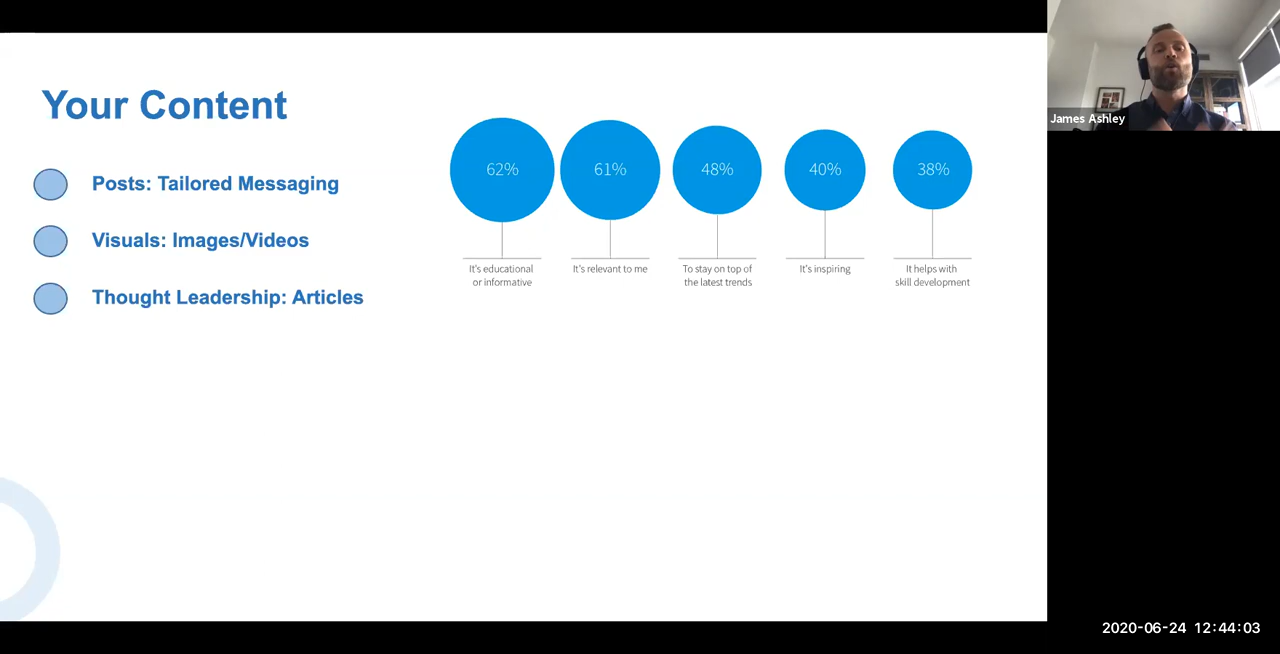 Your Content
Posts: Tailored Messaging
Visuals: Images/Videos
Thought Leadership: Articles
62%
61%
48%
40%
38%
It's educational
or informative
It's relevant to me
To stay on top of
the latest trends
It's inspiring
It helps with
skill development
James Ashley
2020-06-24 12:44:03